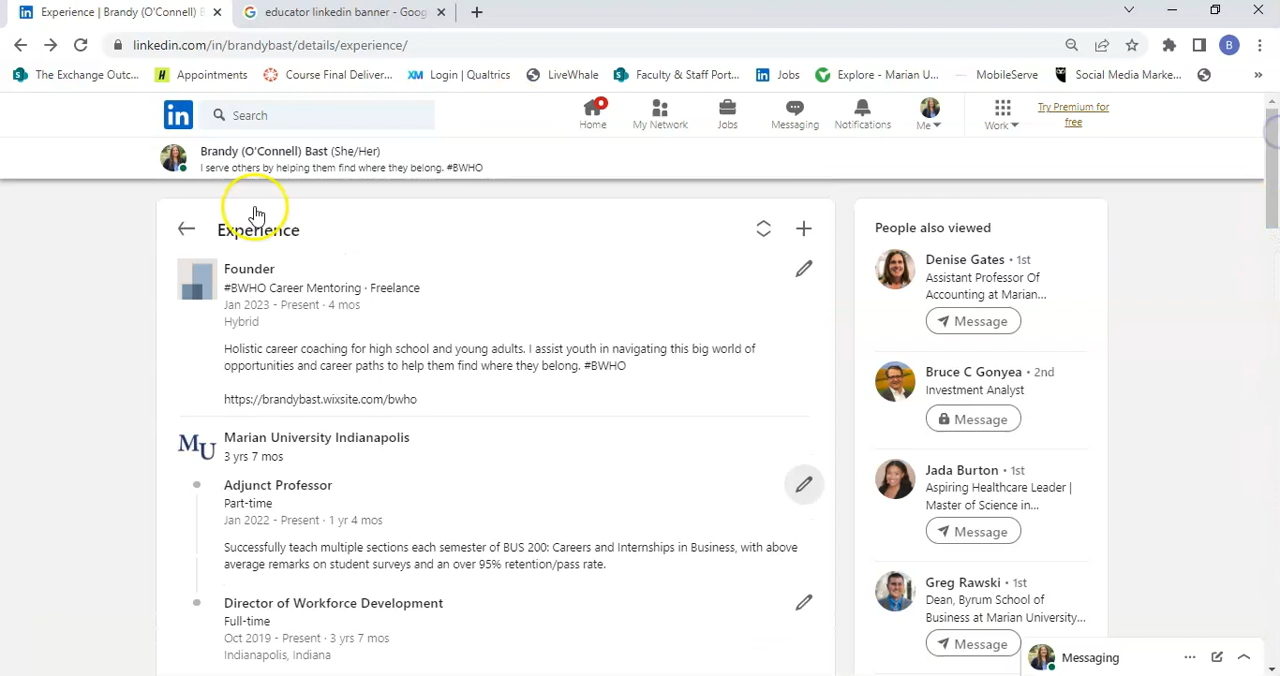 Experience | Brandy (O'Connell) B
educator linkedin banner - Goog
linkedin.com/in/brandybast/details/experience/
B
The Exchange Outc...
Appointments
Course Final Deliver...
XM Login | Qualtrics
LiveWhale
Faculty & Staff Port...
Jobs
Explore - Marian U...
MobileServe
Social Media Marke...
in
Search
Home
My Network
Jobs
Messaging
Notifications
Me
Work
Try Premium for
free
Brandy (O'Connell) Bast (She/Her)
I serve others by helping them find where they belong. #BWHO
Experience
Founder
#BWHO Career Mentoring · Freelance
Jan 2023 - Present · 4 mos
Hybrid
Holistic career coaching for high school and young adults. I assist youth in navigating this big world of
opportunities and career paths to help them find where they belong. #BWHO
https://brandybast.wixsite.com/bwho
MU
Marian University Indianapolis
3 yrs 7 mos
Adjunct Professor
Part-time
Jan 2022 - Present · 1 yr 4 mos
Successfully teach multiple sections each semester of BUS 200: Careers and Internships in Business, with above
average remarks on student surveys and an over 95% retention/pass rate.
Director of Workforce Development
Full-time
Oct 2019 - Present · 3 yrs 7 mos
Indianapolis, Indiana
People also viewed
Denise Gates · 1st
Assistant Professor Of
Accounting at Marian...
Message
Bruce C Gonyea · 2nd
Investment Analyst
Message
Jada Burton · 1st
Aspiring Healthcare Leader |
Master of Science in...
Message
Greg Rawski · 1st
Dean, Byrum School of
Business at Marian University...
Message
Messaging